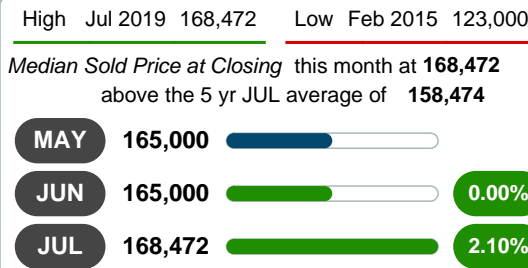 High Jul 2019 168,472 Low Feb 2015 123,000
Median Sold Price at Closing this month at 168,472
above the 5 yr JUL average of 158,474
MAY 165,000
JUN 165,000 0.00%
JUL 168,472 2.10%